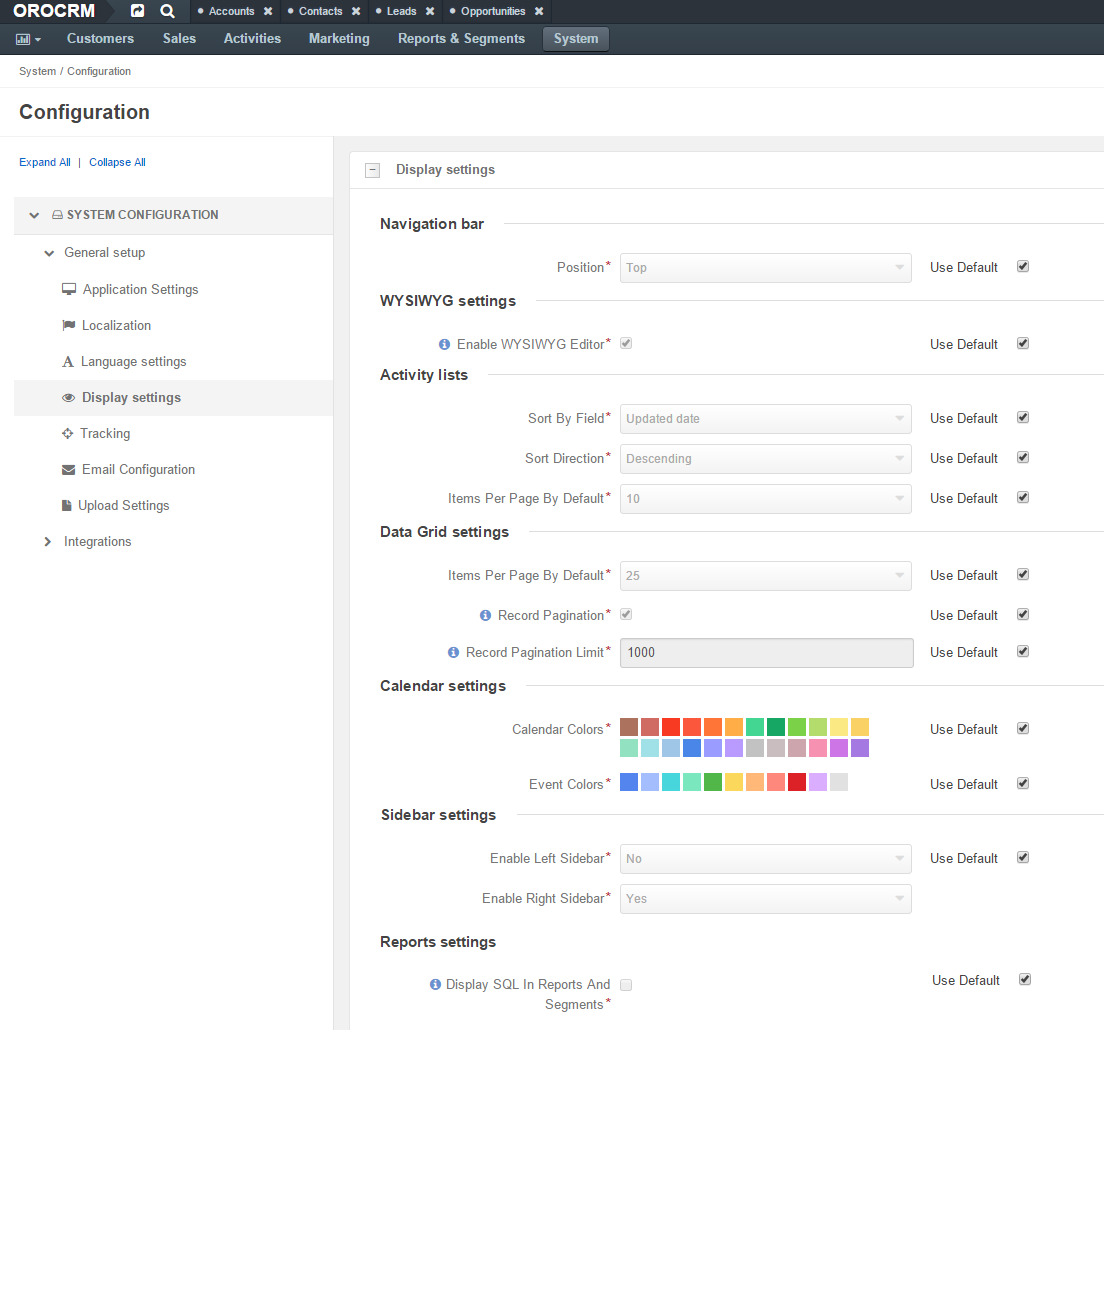 OROCRM
Accounts Contacts Leads Opportunities
Customers Sales Activities Marketing Reports & Segments System
System / Configuration
Configuration
Expand All | Collapse All
Display settings
SYSTEM CONFIGURATION
General setup
Application Settings
Localization
Language settings
Display settings
Tracking
Email Configuration
Upload Settings
Integrations
Navigation bar
Position* Top Use Default
WYSIWYG settings
Enable WYSIWYG Editor* Use Default
Activity lists
Sort By Field* Updated date Use Default
Sort Direction* Descending Use Default
Items Per Page By Default* 10 Use Default
Data Grid settings
Items Per Page By Default* 25 Use Default
Record Pagination* Use Default
Record Pagination Limit* 1000 Use Default
Calendar settings
Calendar Colors* Use Default
Event Colors* Use Default
Sidebar settings
Enable Left Sidebar* No Use Default
Enable Right Sidebar* Yes
Reports settings
Display SQL In Reports And Use Default
Segments*